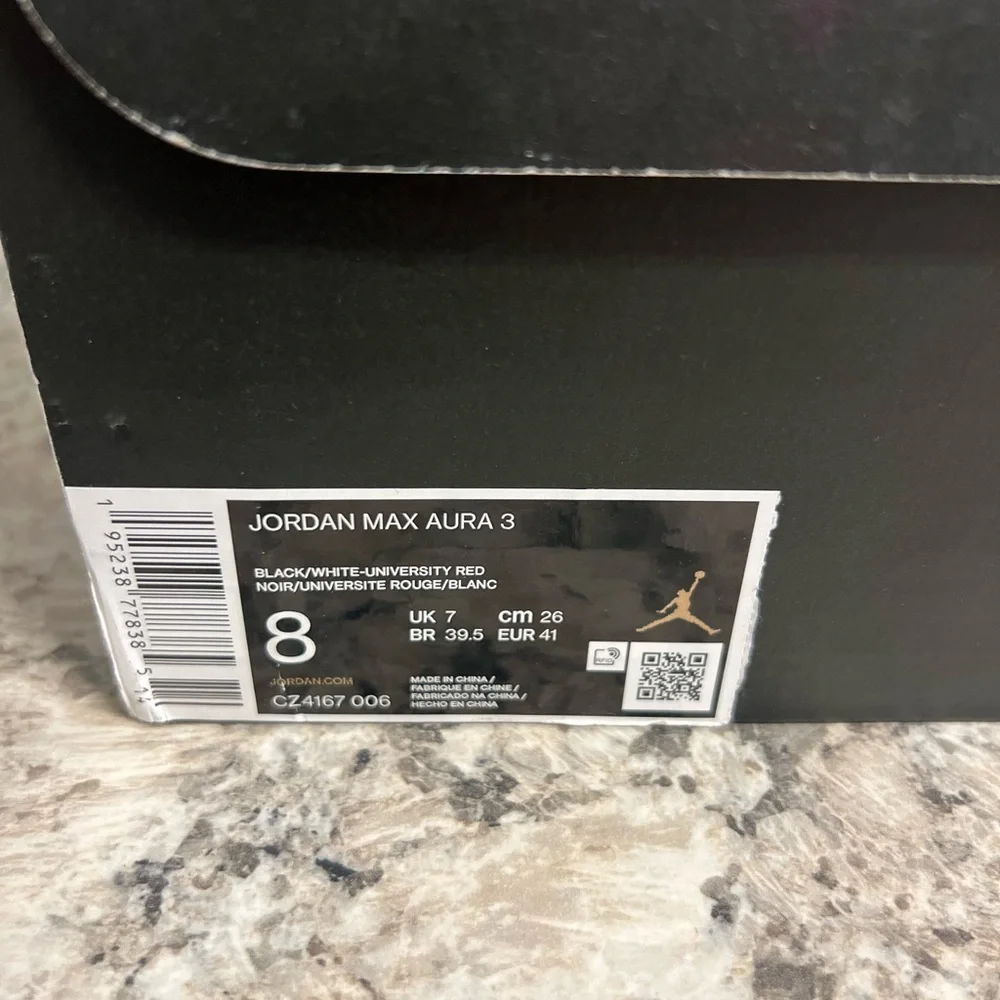 JORDAN MAX AURA 3
BLACK/WHITE-UNIVERSITY RED
NOIR/UNIVERSITE ROUGE/BLANC
8
UK 7 cm 26
BR 39.5 EUR 41
JORDAN.COM
CZ4167 006
MADE IN CHINA /
FABRIQUE EN CHINE /
FABRICADO NA CHINA /
HECHO EN CHINA
RFID
1 95238 77838 5